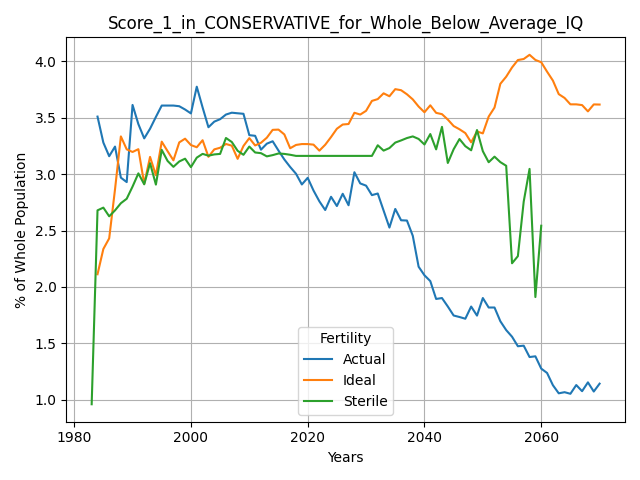 Score_1_in_CONSERVATIVE_for_Whole_Below_Average_IQ
% of Whole Population
4.0
3.5
3.0
2.5
2.0
1.5
1.0
Fertility
Actual
Ideal
Sterile
1980
2000
2020
2040
2060
Years